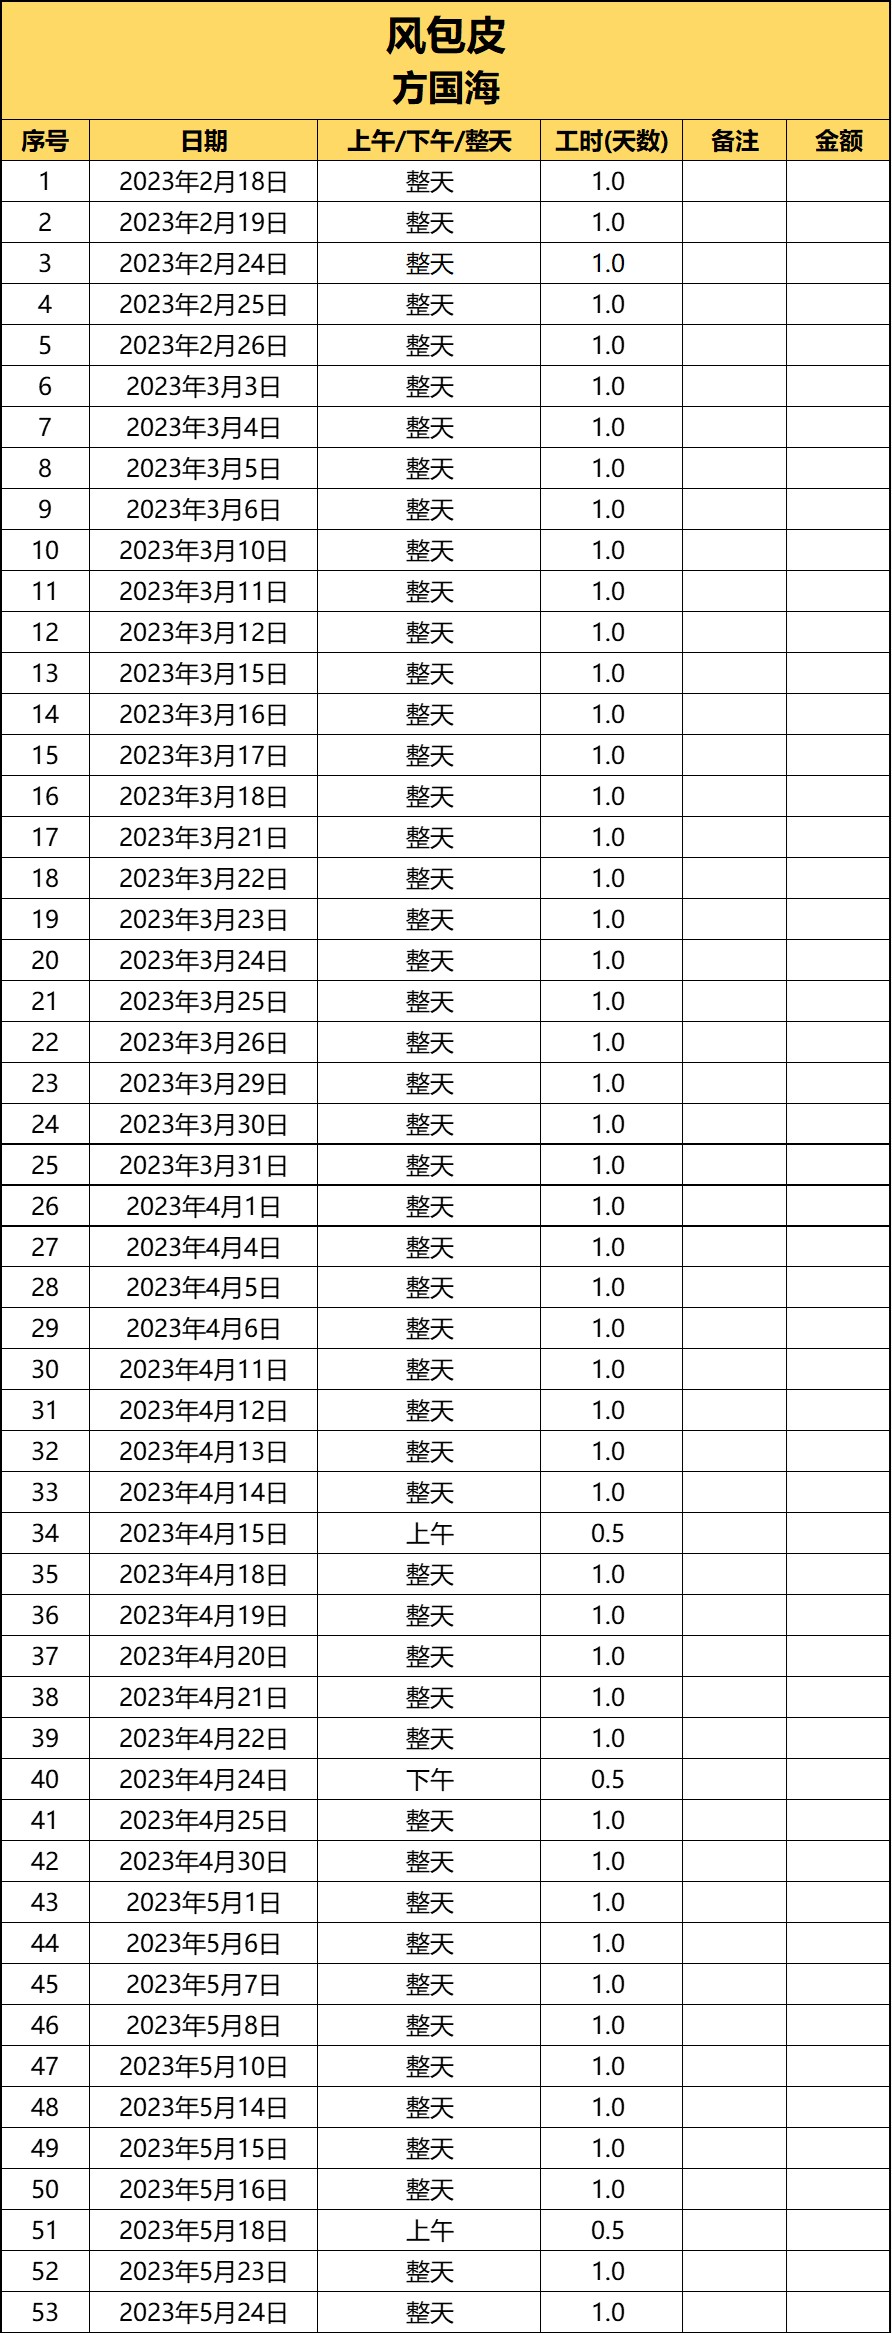 风包皮
方国海
序号 日期 上午/下午/整天 工时(天数) 备注 金额
1 2023年2月18日 整天 1.0
2 2023年2月19日 整天 1.0
3 2023年2月24日 整天 1.0
4 2023年2月25日 整天 1.0
5 2023年2月26日 整天 1.0
6 2023年3月3日 整天 1.0
7 2023年3月4日 整天 1.0
8 2023年3月5日 整天 1.0
9 2023年3月6日 整天 1.0
10 2023年3月10日 整天 1.0
11 2023年3月11日 整天 1.0
12 2023年3月12日 整天 1.0
13 2023年3月15日 整天 1.0
14 2023年3月16日 整天 1.0
15 2023年3月17日 整天 1.0
16 2023年3月18日 整天 1.0
17 2023年3月21日 整天 1.0
18 2023年3月22日 整天 1.0
19 2023年3月23日 整天 1.0
20 2023年3月24日 整天 1.0
21 2023年3月25日 整天 1.0
22 2023年3月26日 整天 1.0
23 2023年3月29日 整天 1.0
24 2023年3月30日 整天 1.0
25 2023年3月31日 整天 1.0
26 2023年4月1日 整天 1.0
27 2023年4月4日 整天 1.0
28 2023年4月5日 整天 1.0
29 2023年4月6日 整天 1.0
30 2023年4月11日 整天 1.0
31 2023年4月12日 整天 1.0
32 2023年4月13日 整天 1.0
33 2023年4月14日 整天 1.0
34 2023年4月15日 上午 0.5
35 2023年4月18日 整天 1.0
36 2023年4月19日 整天 1.0
37 2023年4月20日 整天 1.0
38 2023年4月21日 整天 1.0
39 2023年4月22日 整天 1.0
40 2023年4月24日 下午 0.5
41 2023年4月25日 整天 1.0
42 2023年4月30日 整天 1.0
43 2023年5月1日 整天 1.0
44 2023年5月6日 整天 1.0
45 2023年5月7日 整天 1.0
46 2023年5月8日 整天 1.0
47 2023年5月10日 整天 1.0
48 2023年5月14日 整天 1.0
49 2023年5月15日 整天 1.0
50 2023年5月16日 整天 1.0
51 2023年5月18日 上午 0.5
52 2023年5月23日 整天 1.0
53 2023年5月24日 整天 1.0